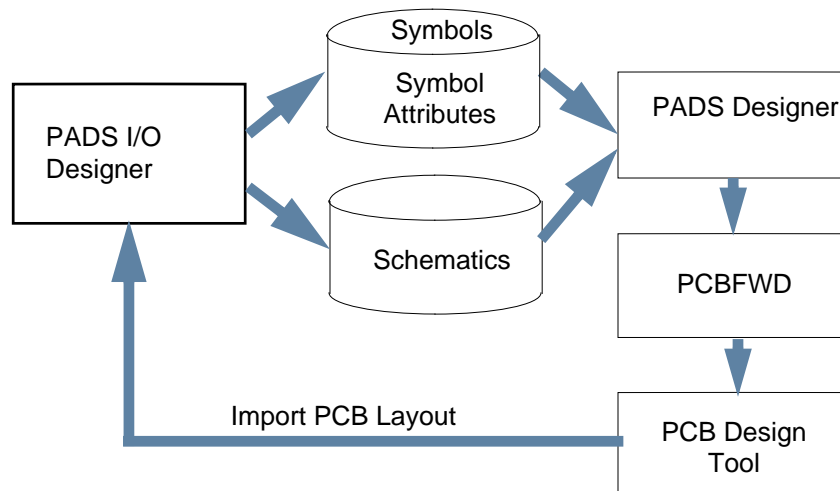 Symbols
Symbol
Attributes
PADS I/O
Designer
PADS Designer
Schematics
PCBFWD
Import PCB Layout
PCB Design
Tool